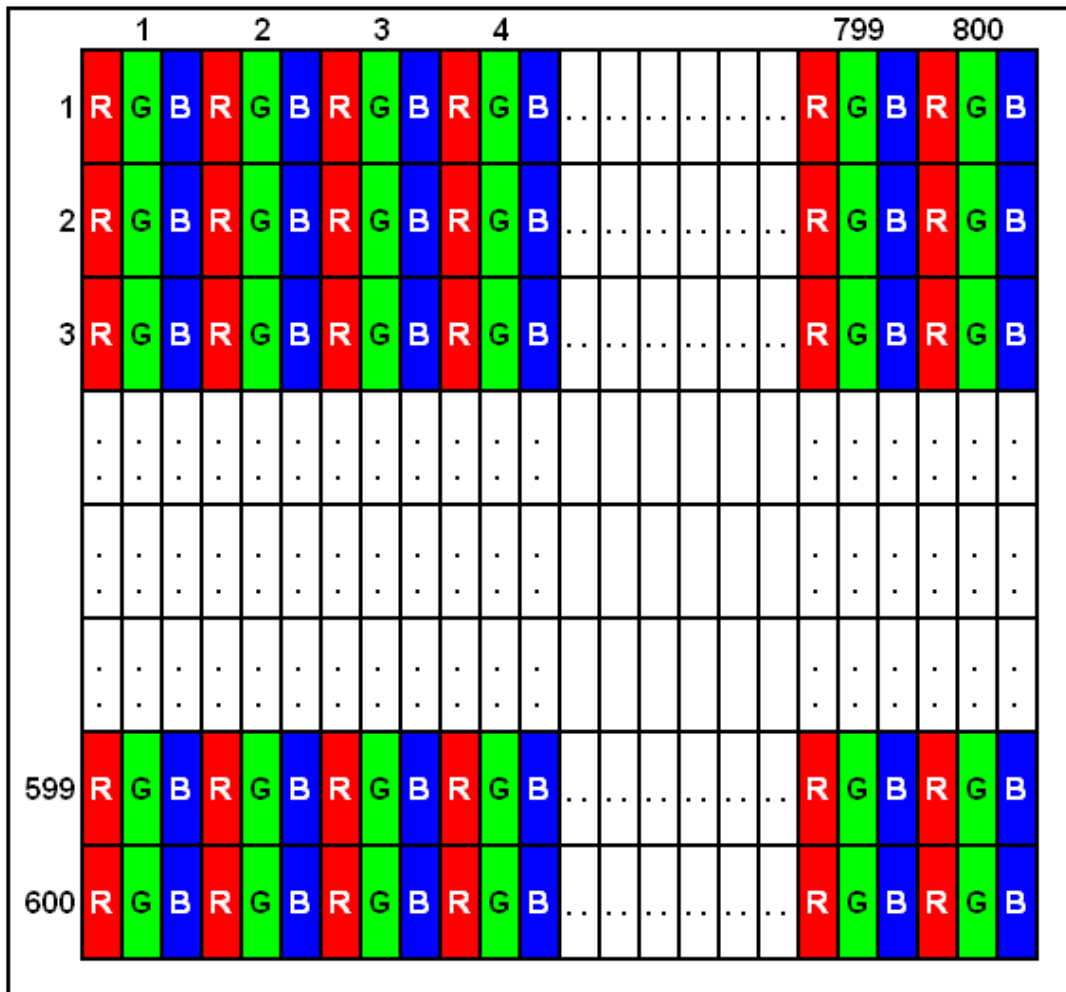 1 2 3 4 799 800
1 R G B R G B R G B R G B . . . . . . . . . . . . R G B R G B
2 R G B R G B R G B R G B . . . . . . . . . . . . R G B R G B
3 R G B R G B R G B R G B . . . . . . . . . . . . R G B R G B
. . . . . . . . . . . . . . . . . .
. . . . . . . . . . . . . . . . . .
. . . . . . . . . . . . . . . . . .
. . . . . . . . . . . . . . . . . .
. . . . . . . . . . . . . . . . . .
. . . . . . . . . . . . . . . . . .
599 R G B R G B R G B R G B . . . . . . . . . . . . R G B R G B
600 R G B R G B R G B R G B . . . . . . . . . . . . R G B R G B